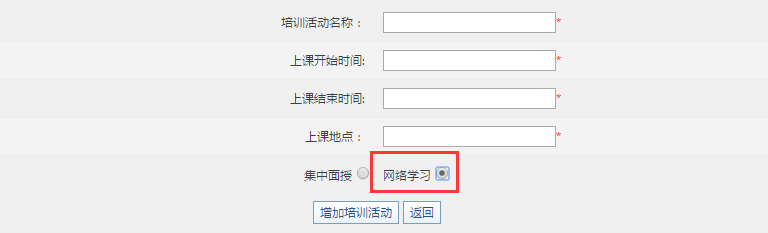 培训活动名称： *
上课开始时间: *
上课结束时间: *
上课地点： *
集中面授 网络学习
增加培训活动 返回